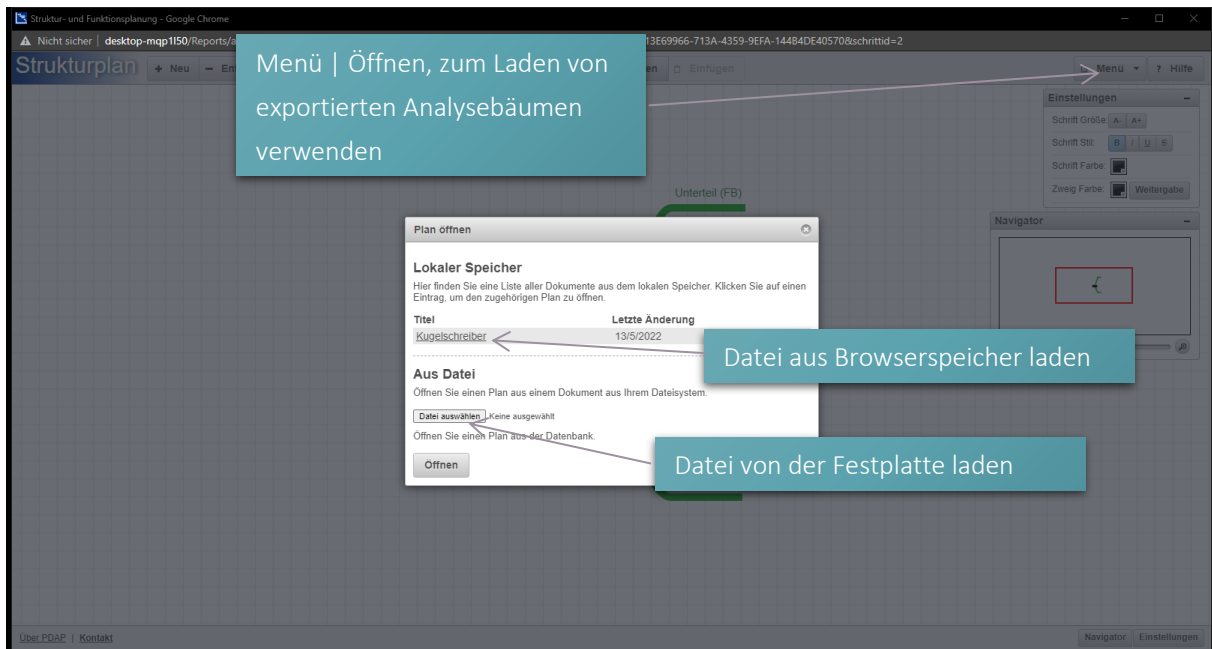 Struktur- und Funktionsplanung - Google Chrome
Nicht sicher | desktop-mqp1l50/Reports/a 13E69966-713A-4359-9EFA-144B4DE40570&schrittid=2
Strukturplan + Neu − En en Einfügen Menü ? Hilfe
Menü | Öffnen, zum Laden von
exportierten Analysebäumen
verwenden
Einstellungen −
Schrift Größe: A- A+
Schrift Stil: B I U S
Schrift Farbe:
Zweig Farbe: Weitergabe
Unterteil (FB)
Navigator −
Plan öffnen
Lokaler Speicher
Hier finden Sie eine Liste aller Dokumente aus dem lokalen Speicher. Klicken Sie auf einen
Eintrag, um den zugehörigen Plan zu öffnen.
Titel Letzte Änderung
Kugelschreiber 13/5/2022
Datei aus Browserspeicher laden
Aus Datei
Öffnen Sie einen Plan aus einem Dokument aus Ihrem Dateisystem.
Datei auswählen Keine ausgewählt
Öffnen Sie einen Plan aus der Datenbank.
Öffnen
Datei von der Festplatte laden
Über PDAP | Kontakt Navigator Einstellungen